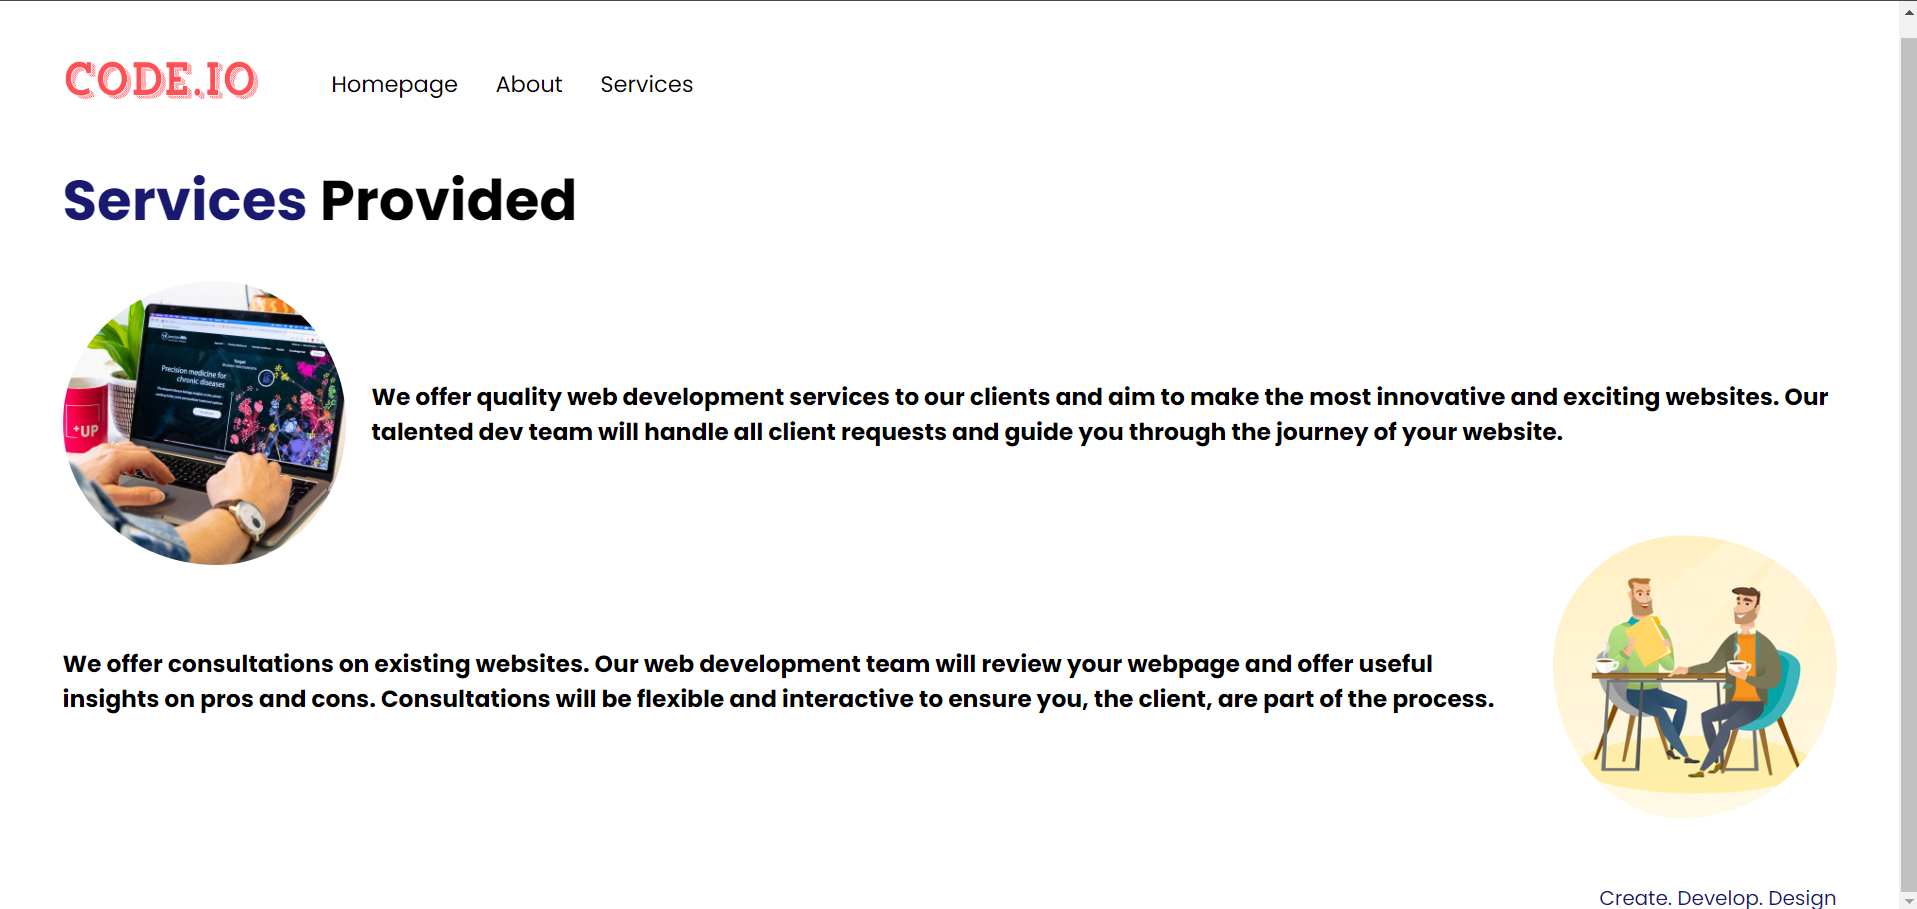 CODE.IO
Homepage About Services
Services Provided
Precision medicine for
chronic diseases
+UP
We offer quality web development services to our clients and aim to make the most innovative and exciting websites. Our
talented dev team will handle all client requests and guide you through the journey of your website.
We offer consultations on existing websites. Our web development team will review your webpage and offer useful
insights on pros and cons. Consultations will be flexible and interactive to ensure you, the client, are part of the process.
Create. Develop. Design